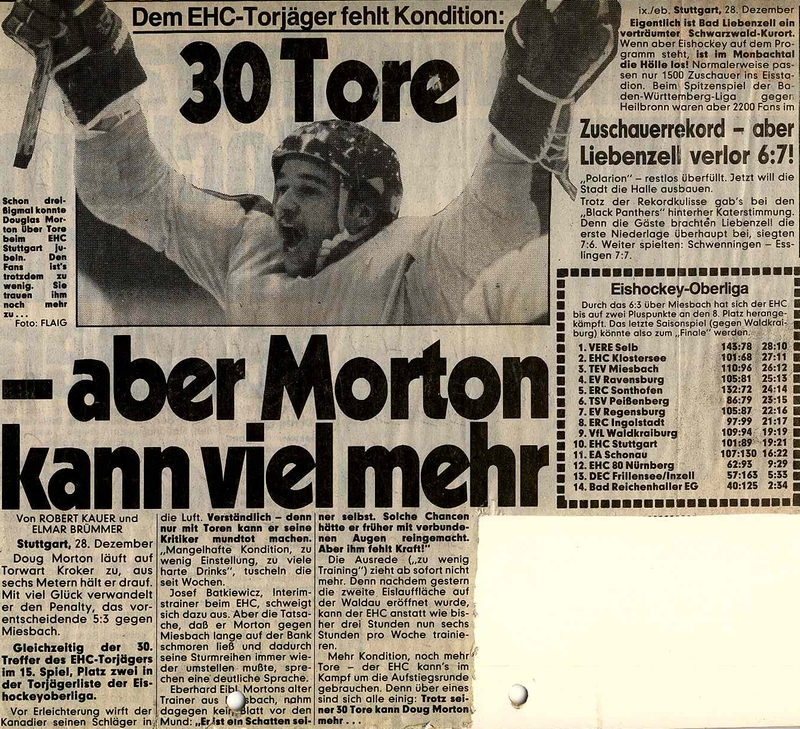 Dem EHC-Torjäger fehlt Kondition:
30 Tore
– aber Morton
kann viel mehr
Schon drei-
ßigmal konnte
Douglas Mor-
ton über Tore
beim EHC
Stuttgart ju-
beln. Den
Fans ist's
trotzdem zu
wenig. Sie
trauen ihm
noch mehr
zu...
Foto: FLAIG
Von ROBERT KAUER und
ELMAR BRÜMMER
Stuttgart, 28. Dezember
Doug Morton läuft auf
Torwart Kroker zu, aus
sechs Metern hält er drauf.
Mit viel Glück verwandelt
er den Penalty, das vor-
entscheidende 5:3 gegen
Miesbach.
Gleichzeitig der 30.
Treffer des EHC-Torjägers
im 15. Spiel, Platz zwei in
der Torjägerliste der Eis-
hockeyoberliga.
Vor Erleichterung wirft der
Kanadier seinen Schläger in
die Luft. Verständlich – denn
nur mit Toren kann er seine
Kritiker mundtot machen.
„Mangelhafte Kondition, zu
wenig Einstellung, zu viele
harte Drinks", tuscheln die
seit Wochen.
Josef Batkiewicz, Interim-
strainer beim EHC, schweigt
sich dazu aus. Aber die Tatsa-
che, daß er Morton gegen
Miesbach lange auf der Bank
schmoren ließ und dadurch
seine Sturmreihen immer wie-
der umstellen mußte, spre-
chen eine deutliche Sprache.
Eberhard Eibl, Mortons alter
Trainer aus bach, nahm
dagegen kein Blatt vor den
Mund: „Er ist ein Schatten sei-
ner selbst. Solche Chancen
hätte er früher mit verbunde-
nen Augen reingemacht.
Aber ihm fehlt Kraft!"
Die Ausrede („zu wenig
Training") zieht ab sofort nicht
mehr. Denn nachdem gestern
die zweite Eislauffläche auf
der Waldau eröffnet wurde,
kann der EHC anstatt wie bis-
her drei Stunden nun sechs
Stunden pro Woche trainie-
ren.
Mehr Kondition, noch mehr
Tore – der EHC kann's im
Kampf um die Aufstiegsrunde
gebrauchen. Denn über eines
sind sich alle einig: Trotz sei-
ner 30 Tore kann Doug Morton
mehr...
ix./eb. Stuttgart, 28. Dezember
Eigentlich ist Bad Liebenzell ein
verträumter Schwarzwald-Kurort.
Wenn aber Eishockey auf dem Pro-
gramm steht, ist im Monbachtal
die Hölle los! Normalerweise pas-
sen nur 1500 Zuschauer ins Eissta-
dion. Beim Spitzenspiel der Ba-
den-Württemberg-Liga gegen
Heilbronn waren aber 2200 Fans im
Zuschauerrekord – aber
Liebenzell verlor 6:7!
„Polarion" – restlos überfüllt. Jetzt will die
Stadt die Halle ausbauen.
Trotz der Rekordkulisse gab's bei den
„Black Panthers" hinterher Katerstimmung.
Denn die Gäste brachten Liebenzell die
erste Niederlage überhaupt bei, siegten
7:6. Weiter spielten: Schwenningen – Ess-
lingen 7:7.
Eishockey-Oberliga
Durch das 6:3 über Miesbach hat sich der EHC
bis auf zwei Pluspunkte an den 8. Platz herange-
kämpft. Das letzte Saisonspiel (gegen Waldkrai-
burg) könnte also zum „Finale" werden.
1. VERE Selb 143:78 28:10
2. EHC Klostersee 101:68 27:11
3. TEV Miesbach 110:96 26:12
4. EV Ravensburg 105:81 25:13
5. ERC Sonthofen 132:72 24:14
6. TSV Peißenberg 86:79 23:15
7. EV Regensburg 105:87 22:16
8. ERC Ingolstadt 97:99 21:17
9. VfL Waldkraiburg 109:94 19:19
10. EHC Stuttgart 101:89 19:21
11. EA Schonau 107:130 16:22
12. EHC 80 Nürnberg 62:93 9:29
13. DEC Frillensee/Inzell 57:163 5:33
14. Bad Reichenhaller EG 40:125 2:34